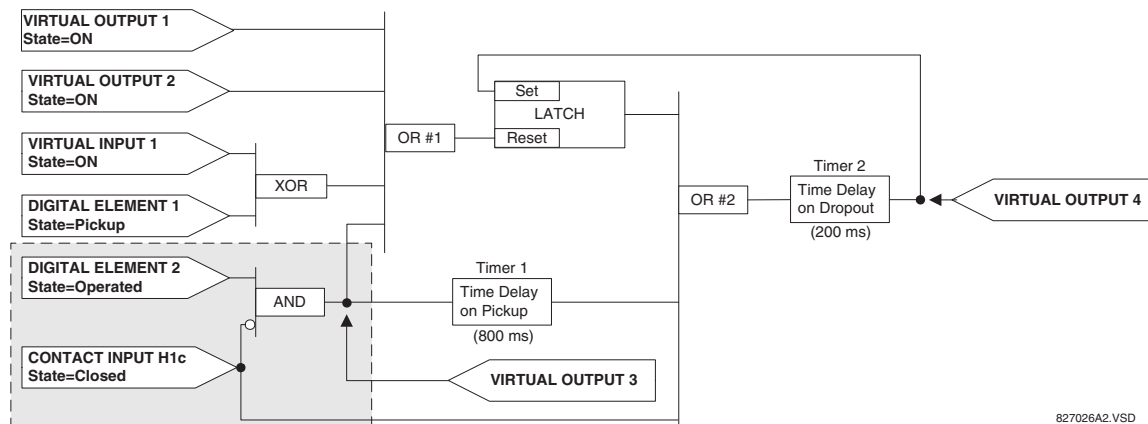 VIRTUAL OUTPUT 1
State=ON
VIRTUAL OUTPUT 2
State=ON
VIRTUAL INPUT 1
State=ON
DIGITAL ELEMENT 1
State=Pickup
DIGITAL ELEMENT 2
State=Operated
CONTACT INPUT H1c
State=Closed
XOR
AND
OR #1
Set
LATCH
Reset
Timer 1
Time Delay
on Pickup
(800 ms)
VIRTUAL OUTPUT 3
OR #2
Timer 2
Time Delay
on Dropout
(200 ms)
VIRTUAL OUTPUT 4
827026A2.VSD